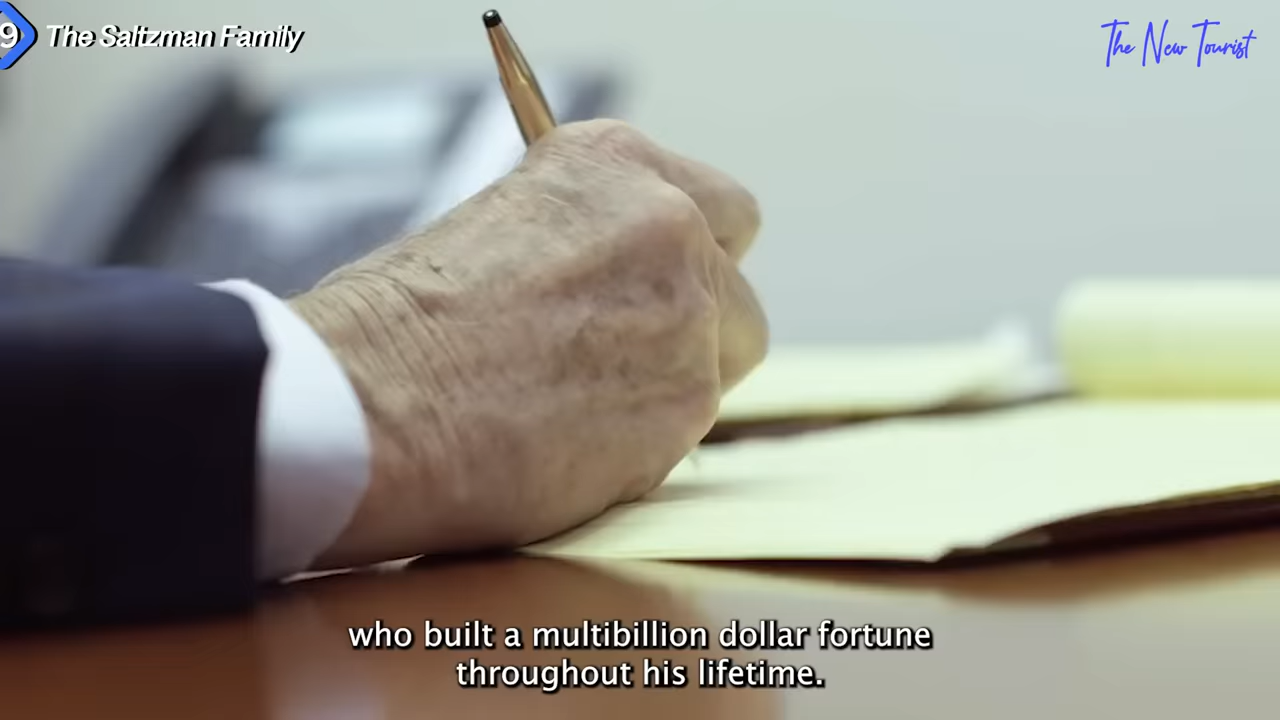 9 The Saltzman Family
The New Tourist
who built a multibillion dollar fortune
throughout his lifetime.